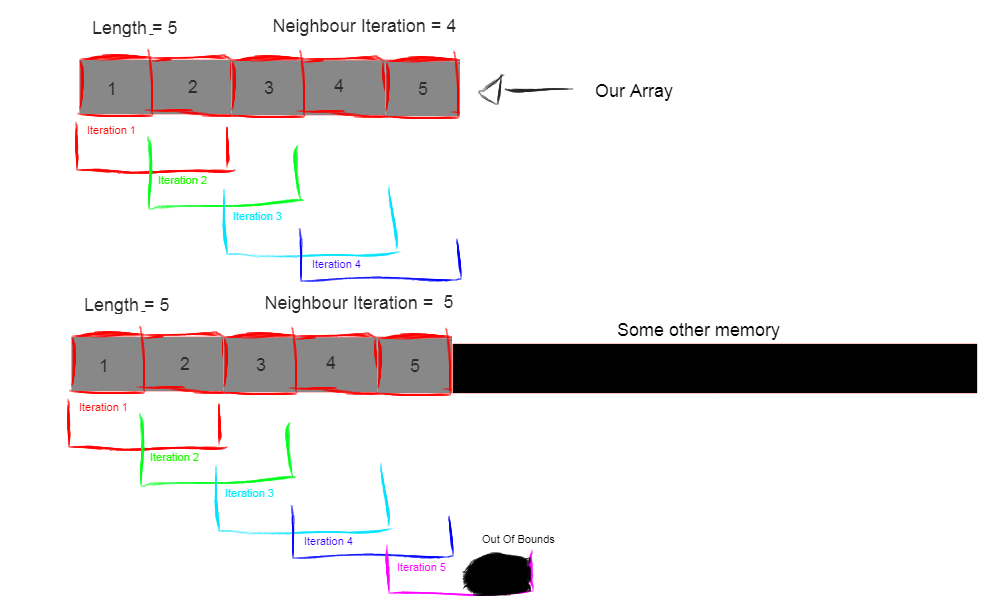 Length = 5
Neighbour Iteration = 4
1 2 3 4 5
Our Array
Iteration 1
Iteration 2
Iteration 3
Iteration 4
Length = 5
Neighbour Iteration = 5
Some other memory
1 2 3 4 5
Iteration 1
Iteration 2
Iteration 3
Iteration 4
Out Of Bounds
Iteration 5